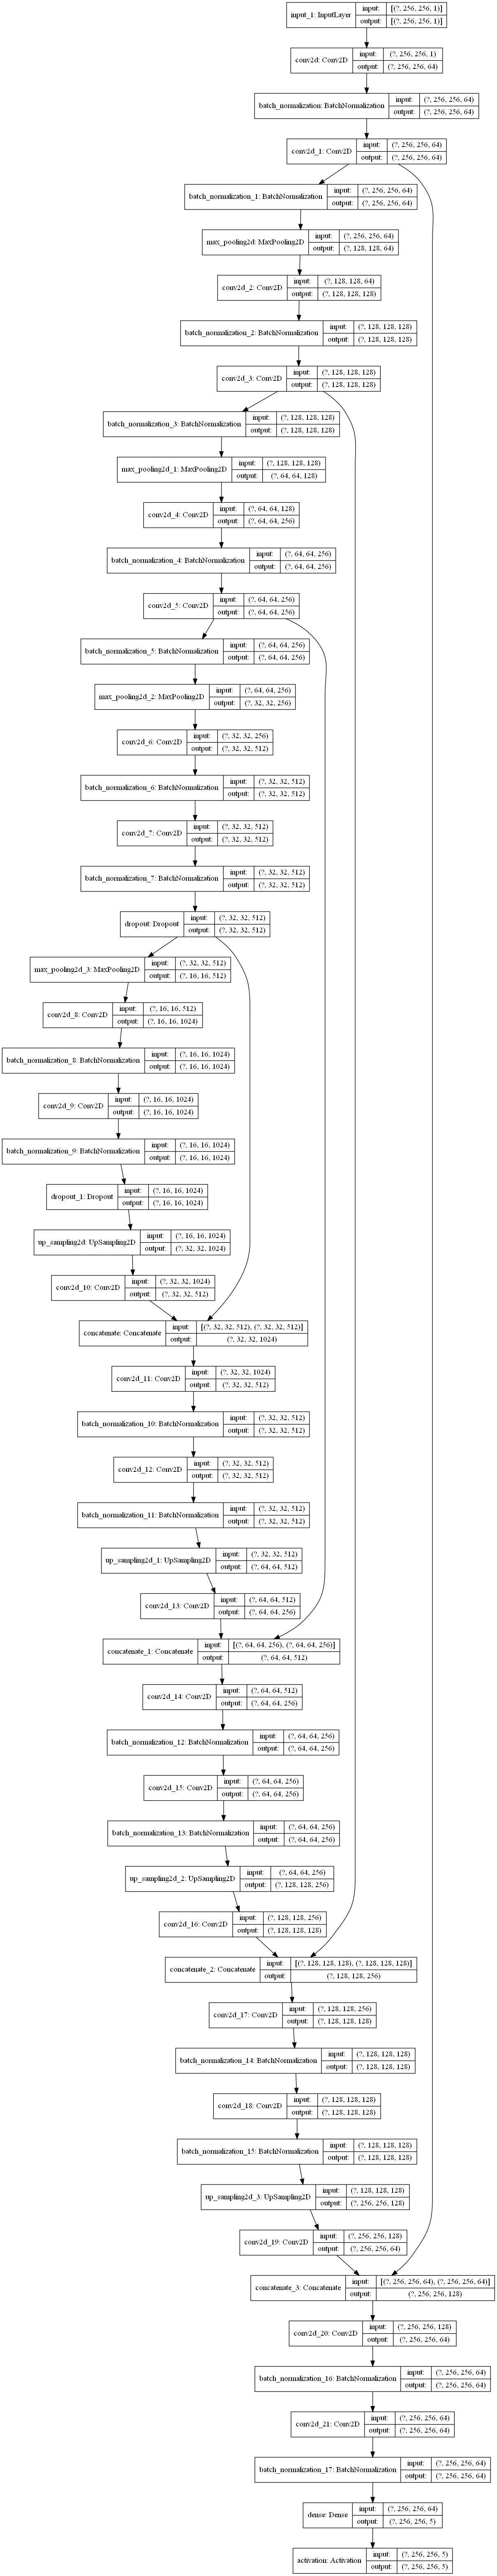 input_1: InputLayer
input: [(?, 256, 256, 1)]
output: [(?, 256, 256, 1)]
conv2d: Conv2D
input: (?, 256, 256, 1)
output: (?, 256, 256, 64)
batch_normalization: BatchNormalization
input: (?, 256, 256, 64)
output: (?, 256, 256, 64)
conv2d_1: Conv2D
input: (?, 256, 256, 64)
output: (?, 256, 256, 64)
batch_normalization_1: BatchNormalization
input: (?, 256, 256, 64)
output: (?, 256, 256, 64)
max_pooling2d: MaxPooling2D
input: (?, 256, 256, 64)
output: (?, 128, 128, 64)
conv2d_2: Conv2D
input: (?, 128, 128, 64)
output: (?, 128, 128, 128)
batch_normalization_2: BatchNormalization
input: (?, 128, 128, 128)
output: (?, 128, 128, 128)
conv2d_3: Conv2D
input: (?, 128, 128, 128)
output: (?, 128, 128, 128)
batch_normalization_3: BatchNormalization
input: (?, 128, 128, 128)
output: (?, 128, 128, 128)
max_pooling2d_1: MaxPooling2D
input: (?, 128, 128, 128)
output: (?, 64, 64, 128)
conv2d_4: Conv2D
input: (?, 64, 64, 128)
output: (?, 64, 64, 256)
batch_normalization_4: BatchNormalization
input: (?, 64, 64, 256)
output: (?, 64, 64, 256)
conv2d_5: Conv2D
input: (?, 64, 64, 256)
output: (?, 64, 64, 256)
batch_normalization_5: BatchNormalization
input: (?, 64, 64, 256)
output: (?, 64, 64, 256)
max_pooling2d_2: MaxPooling2D
input: (?, 64, 64, 256)
output: (?, 32, 32, 256)
conv2d_6: Conv2D
input: (?, 32, 32, 256)
output: (?, 32, 32, 512)
batch_normalization_6: BatchNormalization
input: (?, 32, 32, 512)
output: (?, 32, 32, 512)
conv2d_7: Conv2D
input: (?, 32, 32, 512)
output: (?, 32, 32, 512)
batch_normalization_7: BatchNormalization
input: (?, 32, 32, 512)
output: (?, 32, 32, 512)
dropout: Dropout
input: (?, 32, 32, 512)
output: (?, 32, 32, 512)
max_pooling2d_3: MaxPooling2D
input: (?, 32, 32, 512)
output: (?, 16, 16, 512)
conv2d_8: Conv2D
input: (?, 16, 16, 512)
output: (?, 16, 16, 1024)
batch_normalization_8: BatchNormalization
input: (?, 16, 16, 1024)
output: (?, 16, 16, 1024)
conv2d_9: Conv2D
input: (?, 16, 16, 1024)
output: (?, 16, 16, 1024)
batch_normalization_9: BatchNormalization
input: (?, 16, 16, 1024)
output: (?, 16, 16, 1024)
dropout_1: Dropout
input: (?, 16, 16, 1024)
output: (?, 16, 16, 1024)
up_sampling2d: UpSampling2D
input: (?, 16, 16, 1024)
output: (?, 32, 32, 1024)
conv2d_10: Conv2D
input: (?, 32, 32, 1024)
output: (?, 32, 32, 512)
concatenate: Concatenate
input: [(?, 32, 32, 512), (?, 32, 32, 512)]
output: (?, 32, 32, 1024)
conv2d_11: Conv2D
input: (?, 32, 32, 1024)
output: (?, 32, 32, 512)
batch_normalization_10: BatchNormalization
input: (?, 32, 32, 512)
output: (?, 32, 32, 512)
conv2d_12: Conv2D
input: (?, 32, 32, 512)
output: (?, 32, 32, 512)
batch_normalization_11: BatchNormalization
input: (?, 32, 32, 512)
output: (?, 32, 32, 512)
up_sampling2d_1: UpSampling2D
input: (?, 32, 32, 512)
output: (?, 64, 64, 512)
conv2d_13: Conv2D
input: (?, 64, 64, 512)
output: (?, 64, 64, 256)
concatenate_1: Concatenate
input: [(?, 64, 64, 256), (?, 64, 64, 256)]
output: (?, 64, 64, 512)
conv2d_14: Conv2D
input: (?, 64, 64, 512)
output: (?, 64, 64, 256)
batch_normalization_12: BatchNormalization
input: (?, 64, 64, 256)
output: (?, 64, 64, 256)
conv2d_15: Conv2D
input: (?, 64, 64, 256)
output: (?, 64, 64, 256)
batch_normalization_13: BatchNormalization
input: (?, 64, 64, 256)
output: (?, 64, 64, 256)
up_sampling2d_2: UpSampling2D
input: (?, 64, 64, 256)
output: (?, 128, 128, 256)
conv2d_16: Conv2D
input: (?, 128, 128, 256)
output: (?, 128, 128, 128)
concatenate_2: Concatenate
input: [(?, 128, 128, 128), (?, 128, 128, 128)]
output: (?, 128, 128, 256)
conv2d_17: Conv2D
input: (?, 128, 128, 256)
output: (?, 128, 128, 128)
batch_normalization_14: BatchNormalization
input: (?, 128, 128, 128)
output: (?, 128, 128, 128)
conv2d_18: Conv2D
input: (?, 128, 128, 128)
output: (?, 128, 128, 128)
batch_normalization_15: BatchNormalization
input: (?, 128, 128, 128)
output: (?, 128, 128, 128)
up_sampling2d_3: UpSampling2D
input: (?, 128, 128, 128)
output: (?, 256, 256, 128)
conv2d_19: Conv2D
input: (?, 256, 256, 128)
output: (?, 256, 256, 64)
concatenate_3: Concatenate
input: [(?, 256, 256, 64), (?, 256, 256, 64)]
output: (?, 256, 256, 128)
conv2d_20: Conv2D
input: (?, 256, 256, 128)
output: (?, 256, 256, 64)
batch_normalization_16: BatchNormalization
input: (?, 256, 256, 64)
output: (?, 256, 256, 64)
conv2d_21: Conv2D
input: (?, 256, 256, 64)
output: (?, 256, 256, 64)
batch_normalization_17: BatchNormalization
input: (?, 256, 256, 64)
output: (?, 256, 256, 64)
dense: Dense
input: (?, 256, 256, 64)
output: (?, 256, 256, 5)
activation: Activation
input: (?, 256, 256, 5)
output: (?, 256, 256, 5)